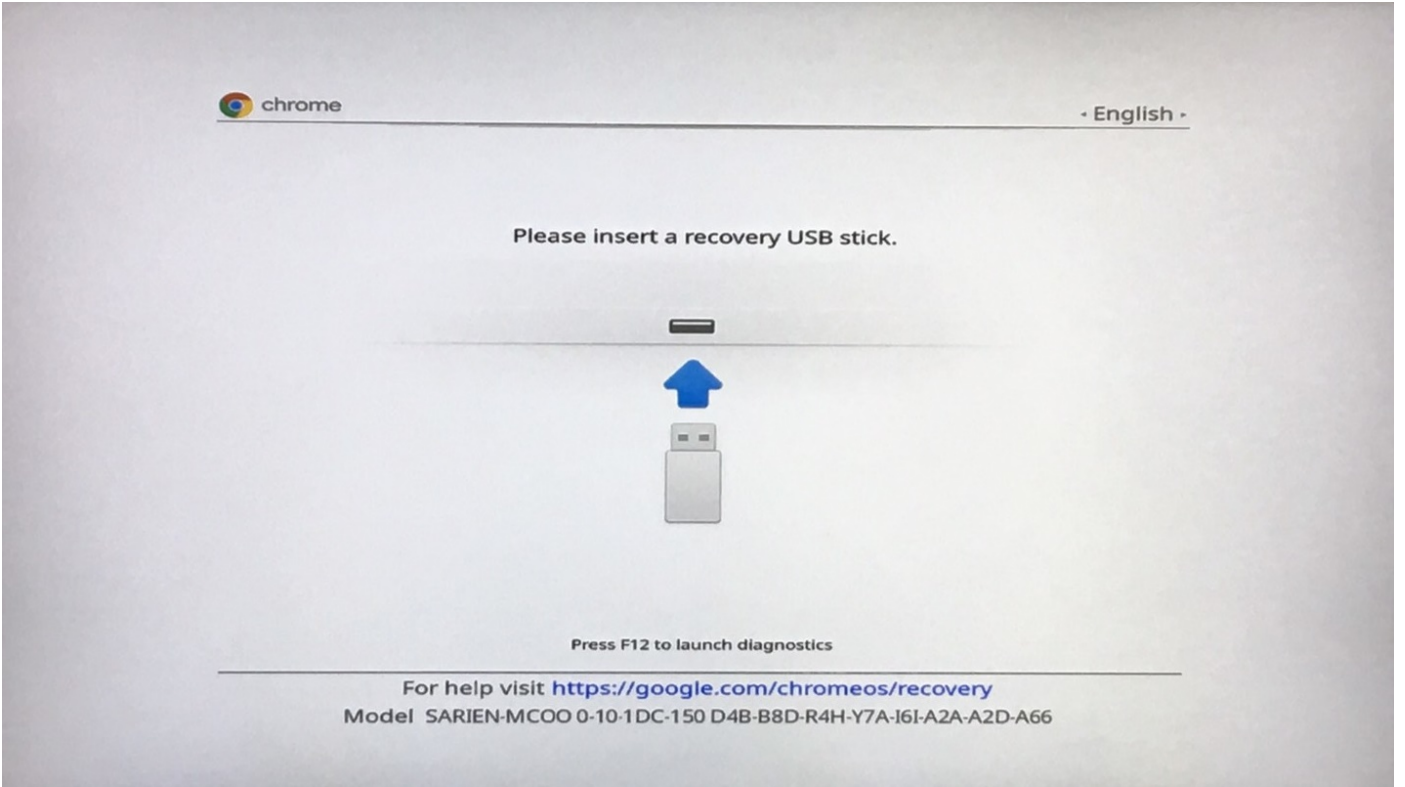 chrome
English
Please insert a recovery USB stick.
Press F12 to launch diagnostics
For help visit https://google.com/chromeos/recovery
Model SARIEN-MCOO 0-10-1DC-150 D4B-B8D-R4H-Y7A-I6I-A2A-A2D-A66